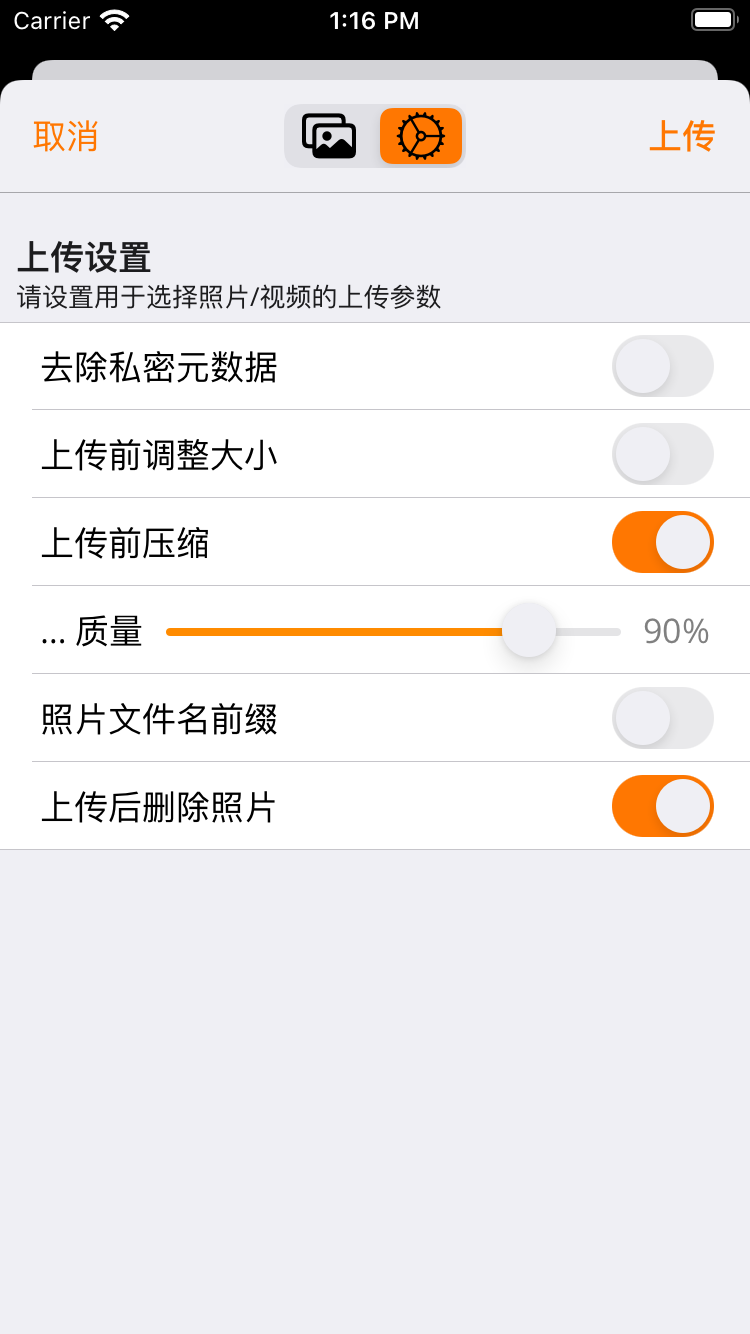 Carrier 1:16 PM
取消 上传
上传设置
请设置用于选择照片/视频的上传参数
去除私密元数据
上传前调整大小
上传前压缩
... 质量 90%
照片文件名前缀
上传后删除照片